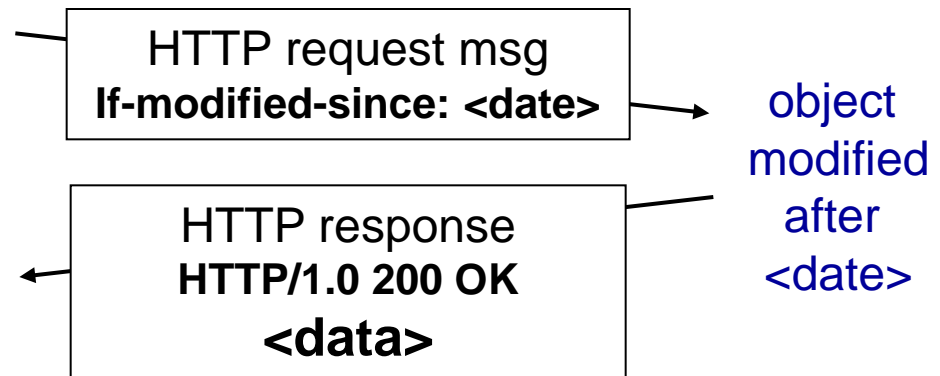 HTTP request msg
If-modified-since: <date>
object
modified
after
<date>
HTTP response
HTTP/1.0 200 OK
<data>